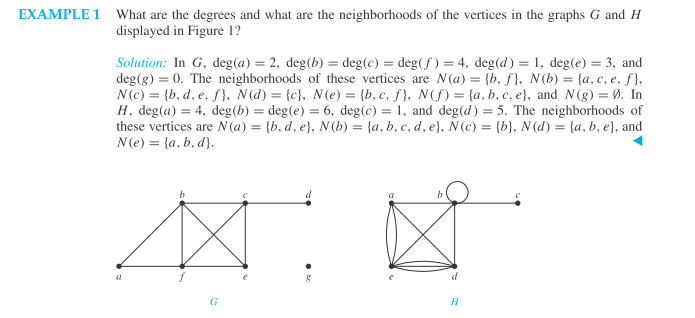 EXAMPLE 1 What are the degrees and what are the neighborhoods of the vertices in the graphs G and H
displayed in Figure 1?
Solution: In G, deg(a) = 2, deg(b) = deg(c) = deg(f) = 4, deg(d) = 1, deg(e) = 3, and
deg(g) = 0. The neighborhoods of these vertices are N(a) = {b, f}, N(b) = {a, c, e, f},
N(c) = {b, d, e, f}, N(d) = {c}, N(e) = {b, c, f}, N(f) = {a, b, c, e}, and N(g) = Ø. In
H, deg(a) = 4, deg(b) = deg(e) = 6, deg(c) = 1, and deg(d) = 5. The neighborhoods of
these vertices are N(a) = {b, d, e}, N(b) = {a, b, c, d, e}, N(c) = {b}, N(d) = {a, b, e}, and
N(e) = {a, b, d}.
b c d a b c
a f e g e d
G H